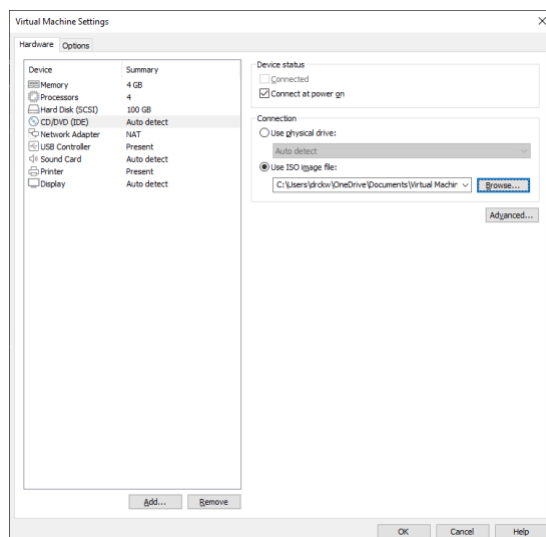 Virtual Machine Settings
Hardware Options
Device Summary
Memory 4 GB
Processors 4
Hard Disk (SCSI) 100 GB
CD/DVD (IDE) Auto detect
Network Adapter NAT
USB Controller Present
Sound Card Auto detect
Printer Present
Display Auto detect
Add... Remove
Device status
Connected
Connect at power on
Connection
Use physical drive:
Auto detect
Use ISO image file:
C:\Users\drckw\OneDrive\Documents\Virtual Machin Browse...
Advanced...
OK Cancel Help